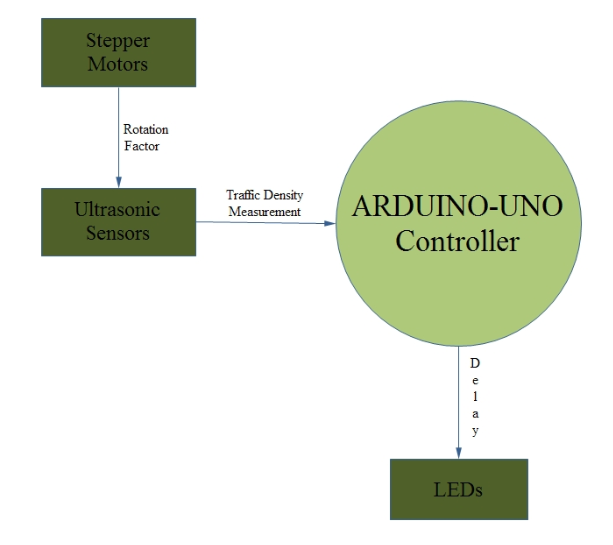 Stepper
Motors
Rotation
Factor
Ultrasonic
Sensors
Traffic Density
Measurement
ARDUINO-UNO
Controller
D
e
l
a
y
LEDs